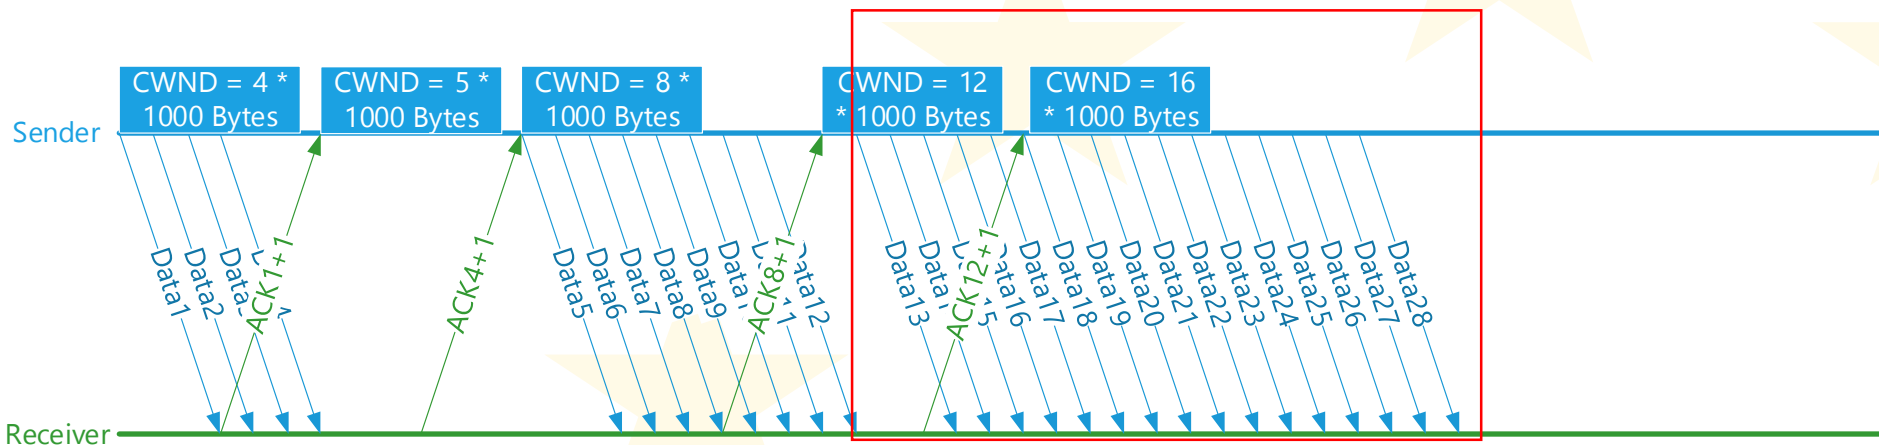 CWND = 4 *
1000 Bytes
CWND = 5 *
1000 Bytes
CWND = 8 *
1000 Bytes
CWND = 12
* 1000 Bytes
CWND = 16
* 1000 Bytes
Sender
Data1
Data2
ACK1+1
ACK4+1
Data5
Data6
Data7
Data8
Data9
ACK8+1
Data12
Data13
ACK12+1
Data16
Data17
Data18
Data19
Data20
Data21
Data22
Data23
Data24
Data25
Data26
Data27
Data28
Receiver